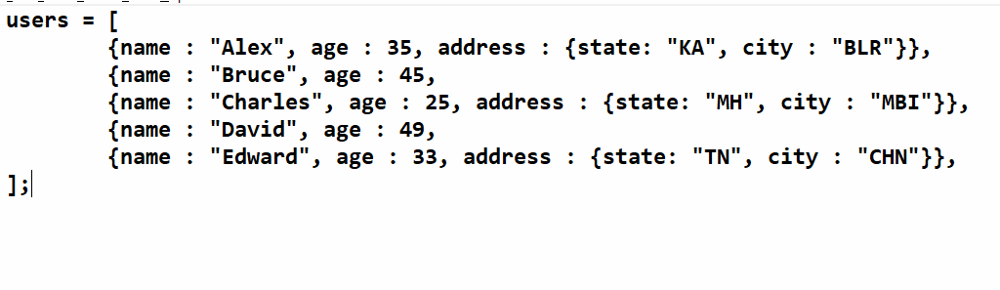 users = [
{name : "Alex", age : 35, address : {state: "KA", city : "BLR"}},
{name : "Bruce", age : 45,
{name : "Charles", age : 25, address : {state: "MH", city : "MBI"}},
{name : "David", age : 49,
{name : "Edward", age : 33, address : {state: "TN", city : "CHN"}},
];